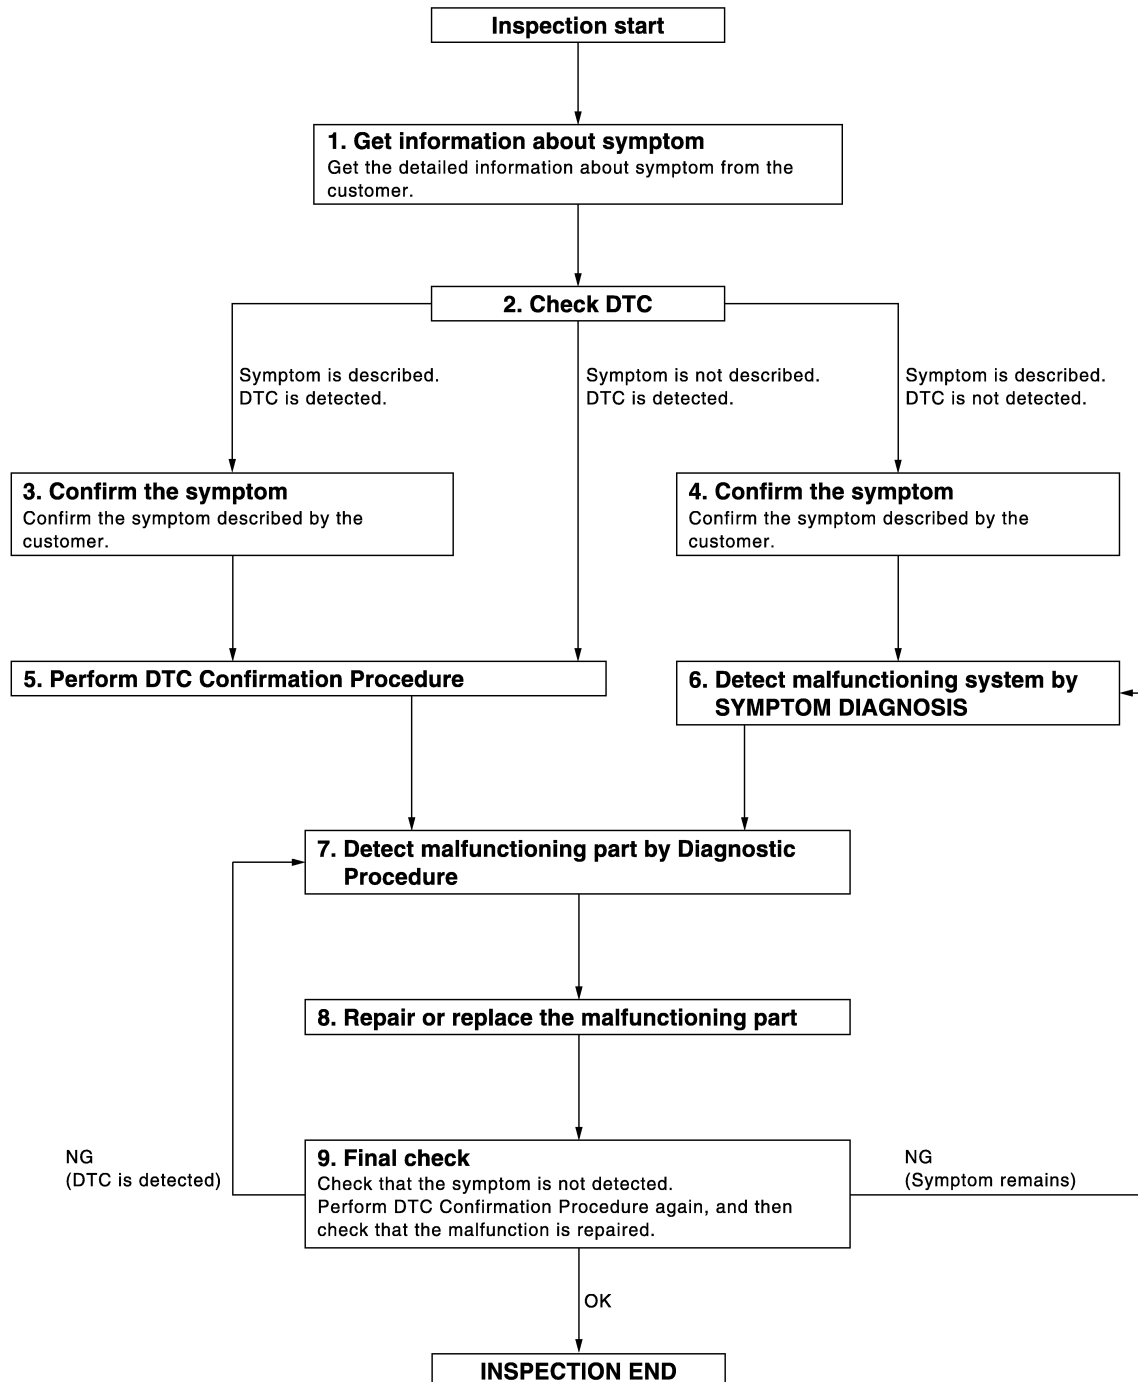 Inspection start
1. Get information about symptom
Get the detailed information about symptom from the
customer.
2. Check DTC
Symptom is described.
DTC is detected.
Symptom is not described.
DTC is detected.
Symptom is described.
DTC is not detected.
3. Confirm the symptom
Confirm the symptom described by the
customer.
4. Confirm the symptom
Confirm the symptom described by the
customer.
5. Perform DTC Confirmation Procedure
6. Detect malfunctioning system by
SYMPTOM DIAGNOSIS
7. Detect malfunctioning part by Diagnostic
Procedure
8. Repair or replace the malfunctioning part
NG
(DTC is detected)
9. Final check
Check that the symptom is not detected.
Perform DTC Confirmation Procedure again, and then
check that the malfunction is repaired.
NG
(Symptom remains)
OK
INSPECTION END